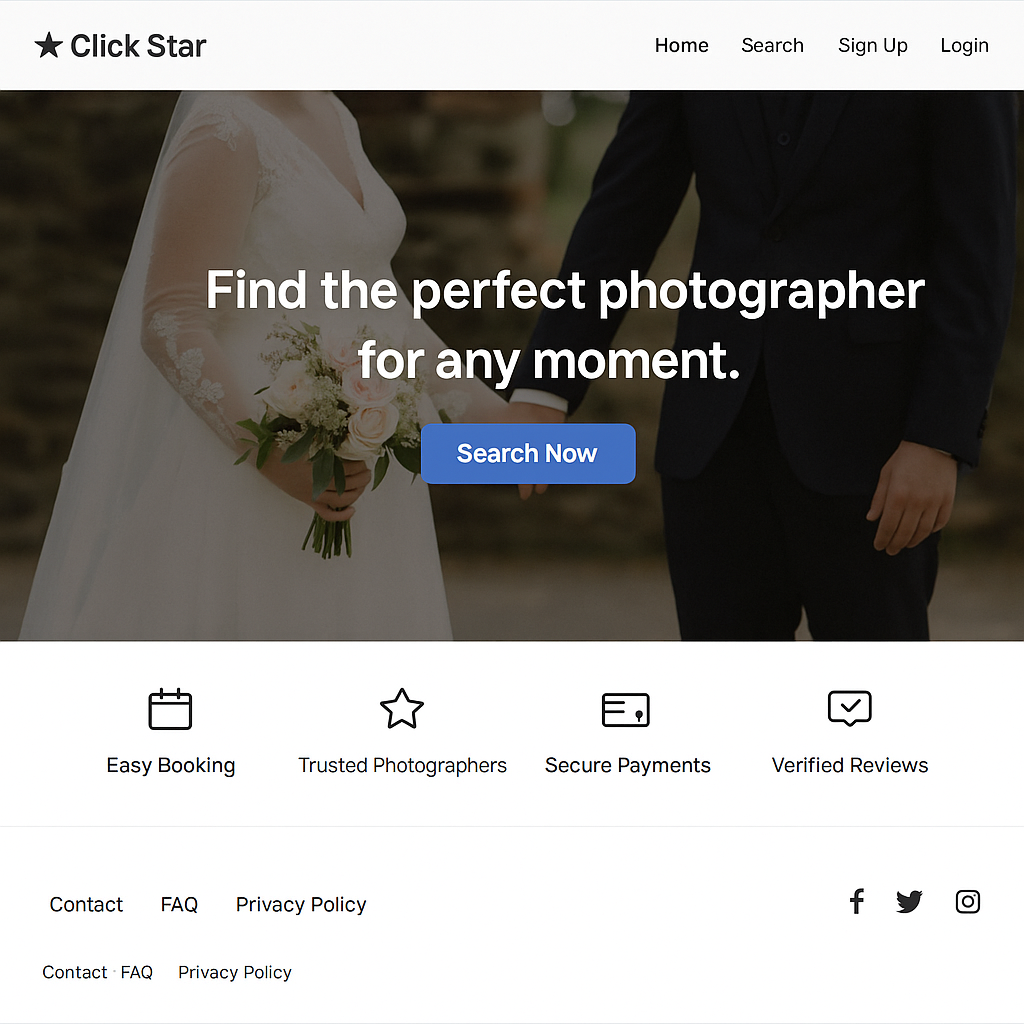 ★ Click Star
Home Search Sign Up Login
Find the perfect photographer
for any moment.
Search Now
Easy Booking Trusted Photographers Secure Payments Verified Reviews
Contact FAQ Privacy Policy
Contact · FAQ Privacy Policy